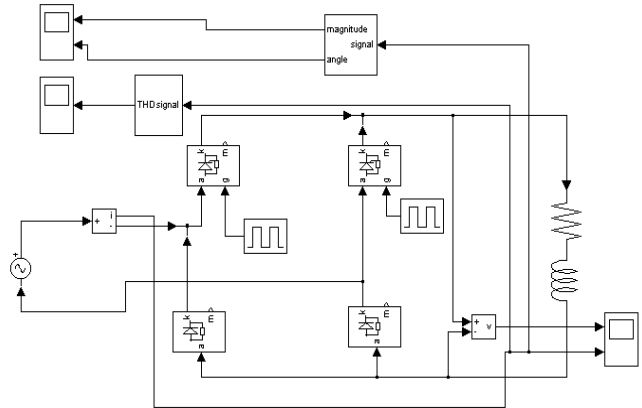 magnitude
signal
angle
THD signal
k m
a g
k m
a g
+ i
-
+
k m
a
k m
a
+
- v